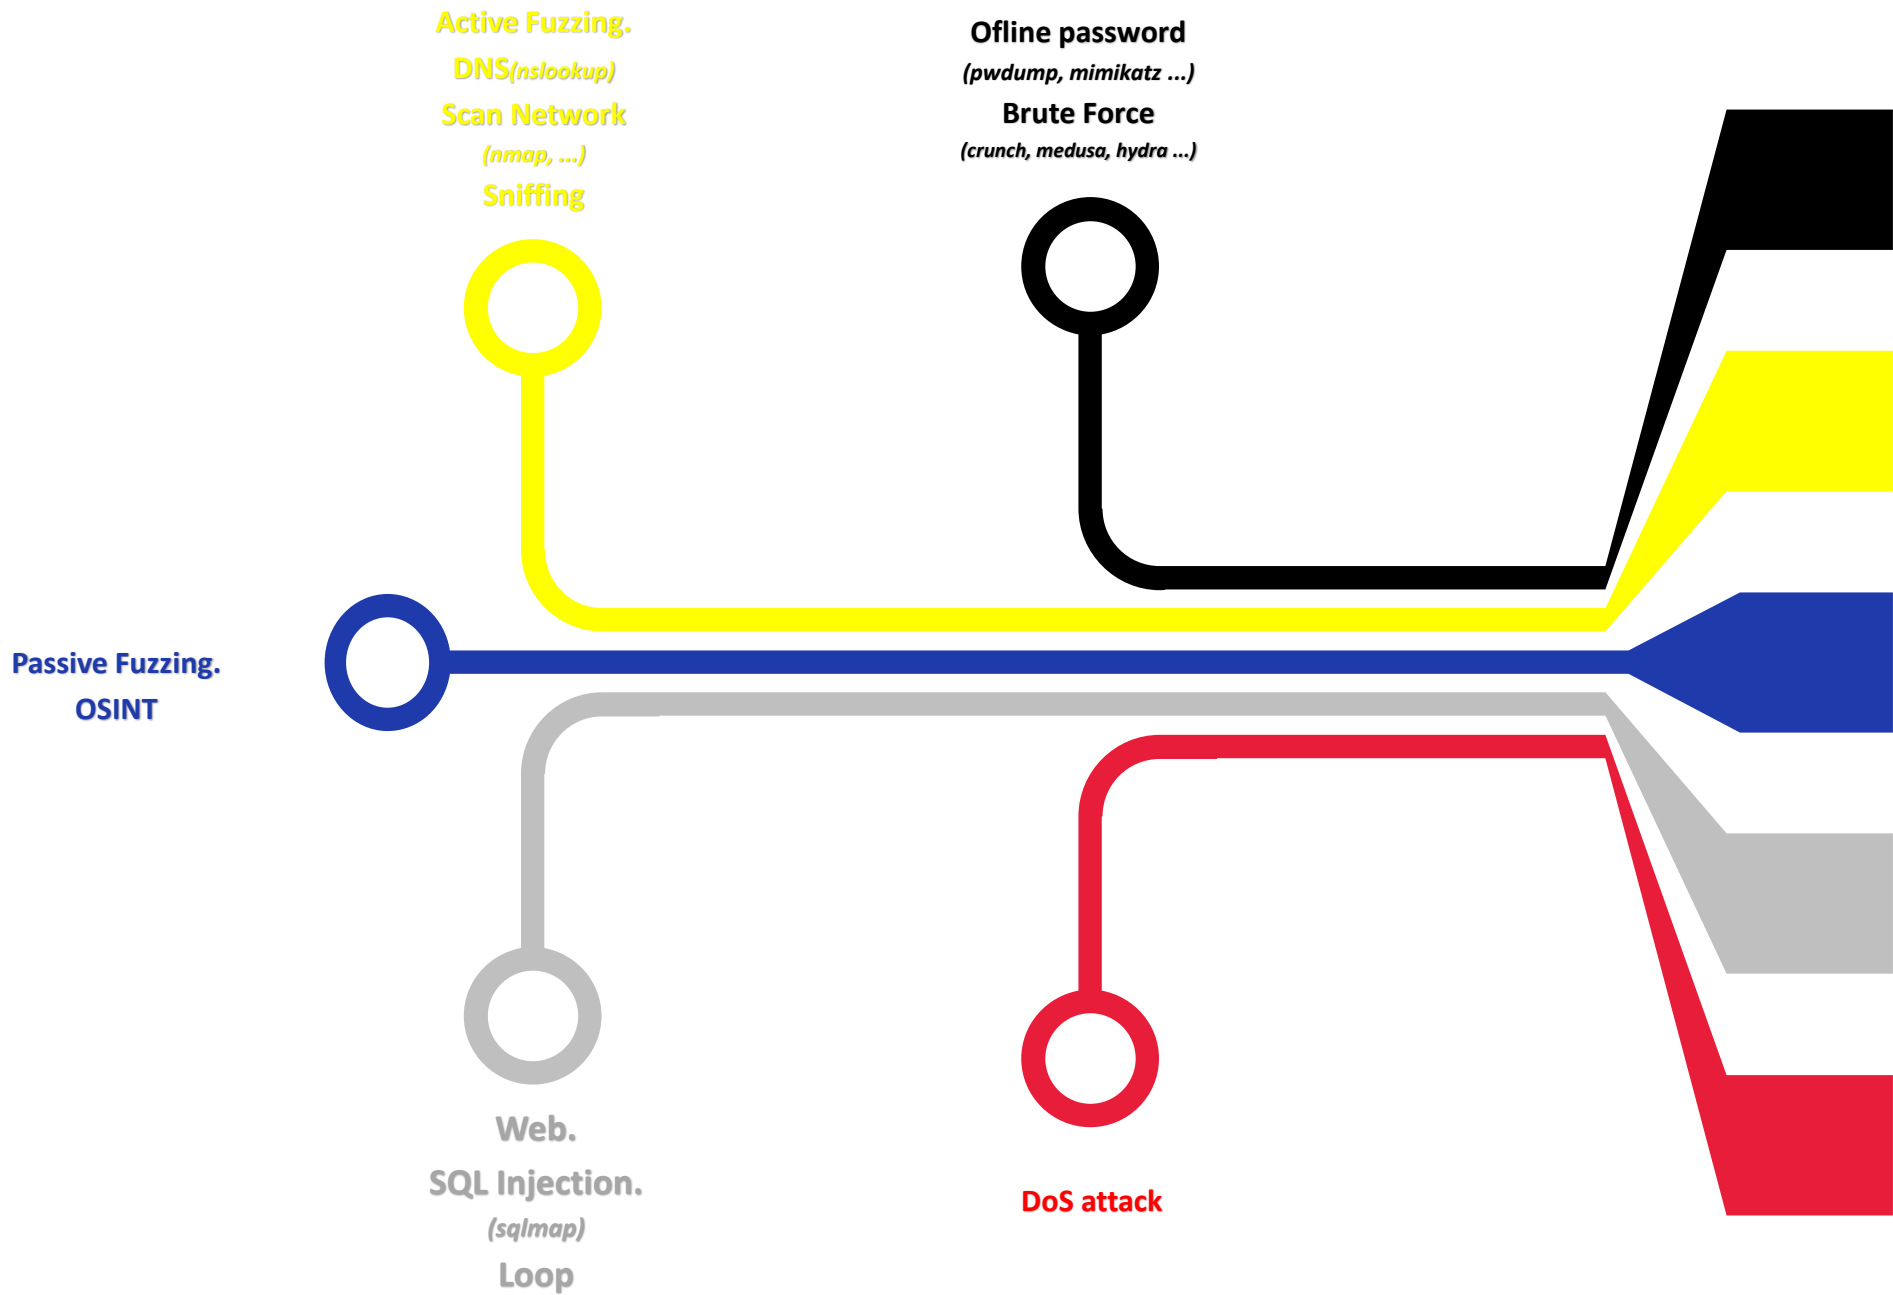 Active Fuzzing.
DNS(nslookup)
Scan Network
(nmap, ...)
Sniffing
Ofline password
(pwdump, mimikatz ...)
Brute Force
(crunch, medusa, hydra ...)
Passive Fuzzing.
OSINT
Web.
SQL Injection.
(sqlmap)
Loop
DoS attack